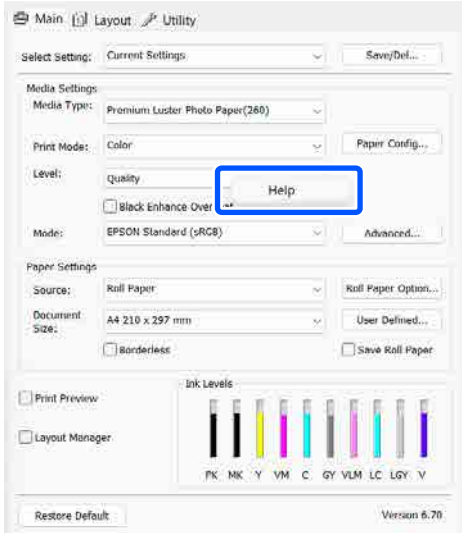 Main Layout Utility
Select Setting: Current Settings Save/Del...
Media Settings
Media Type: Premium Luster Photo Paper(260)
Print Mode: Color Paper Config...
Level: Quality
Help
Black Enhance Over
Mode: EPSON Standard (sRGB) Advanced...
Paper Settings
Source: Roll Paper Roll Paper Option...
Document Size: A4 210 x 297 mm User Defined...
Borderless Save Roll Paper
Ink Levels
Print Preview
Layout Manager
PK MK Y VM C GY VLM LC LGY V
Restore Default Version 6.70